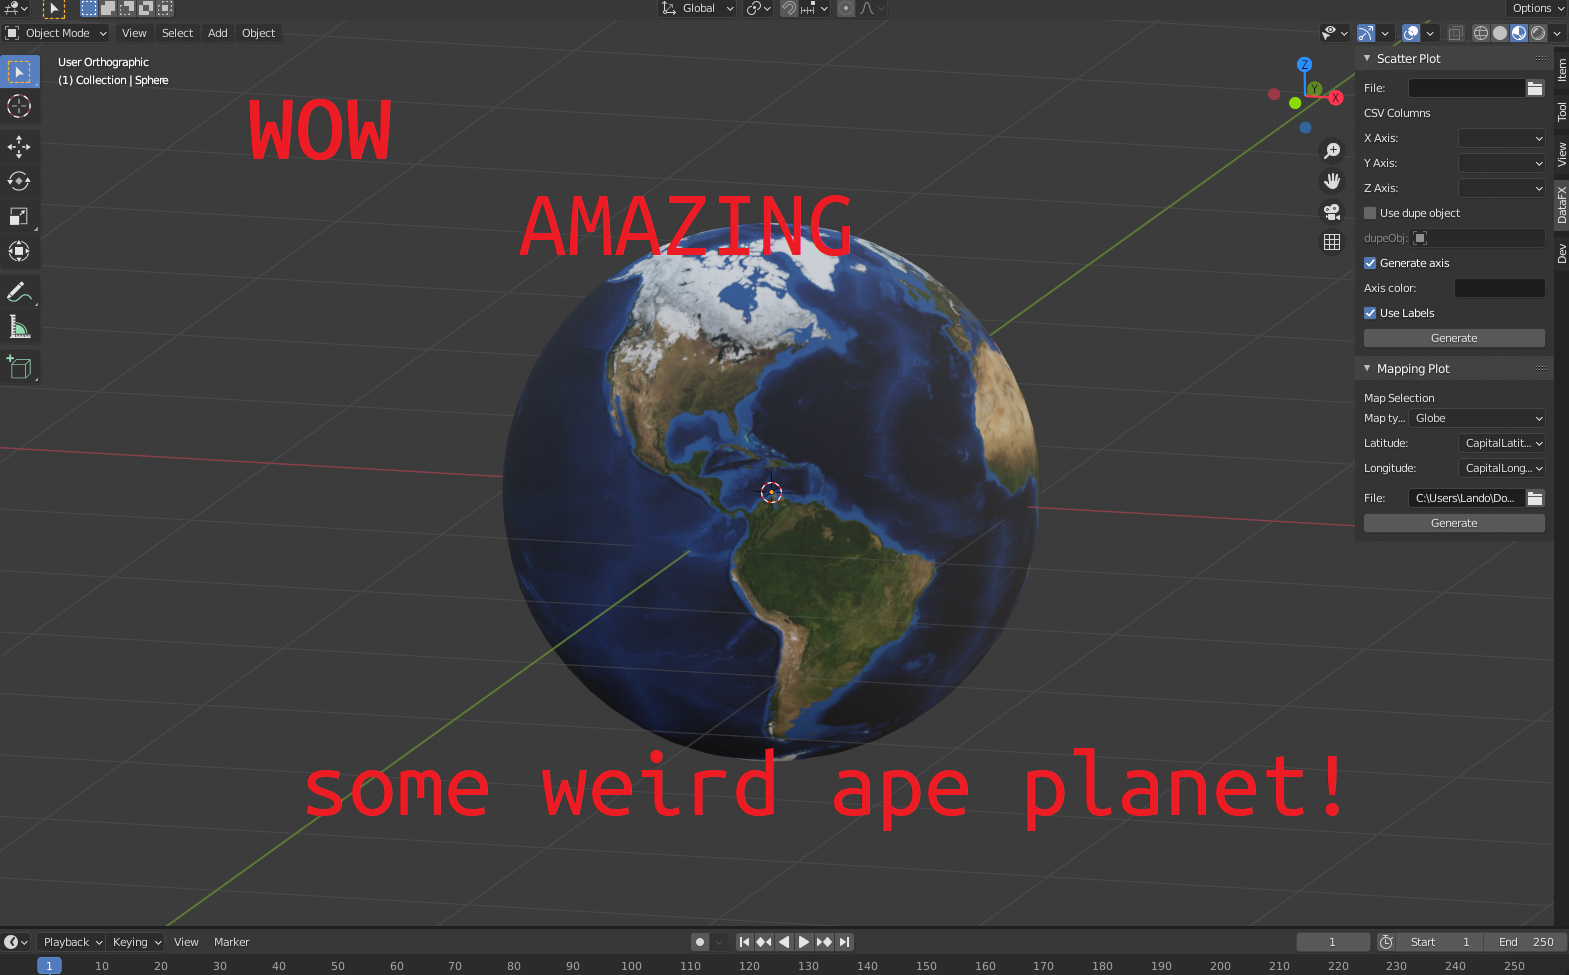 Global
Options
Object Mode View Select Add Object
User Orthographic
(1) Collection | Sphere
WOW
AMAZING
some weird ape planet!
Z
Y
X
Scatter Plot
File:
CSV Columns
X Axis:
Y Axis:
Z Axis:
Use dupe object
dupeObj:
Generate axis
Axis color:
Use Labels
Generate
Mapping Plot
Map Selection
Map ty... Globe
Latitude: CapitalLatit...
Longitude: CapitalLong...
File: C:\Users\Lando\Do...
Generate
Item
Tool
View
DataFX
Dev
Playback Keying View Marker
1 Start 1 End 250
1 10 20 30 40 50 60 70 80 90 100 110 120 130 140 150 160 170 180 190 200 210 220 230 240 250